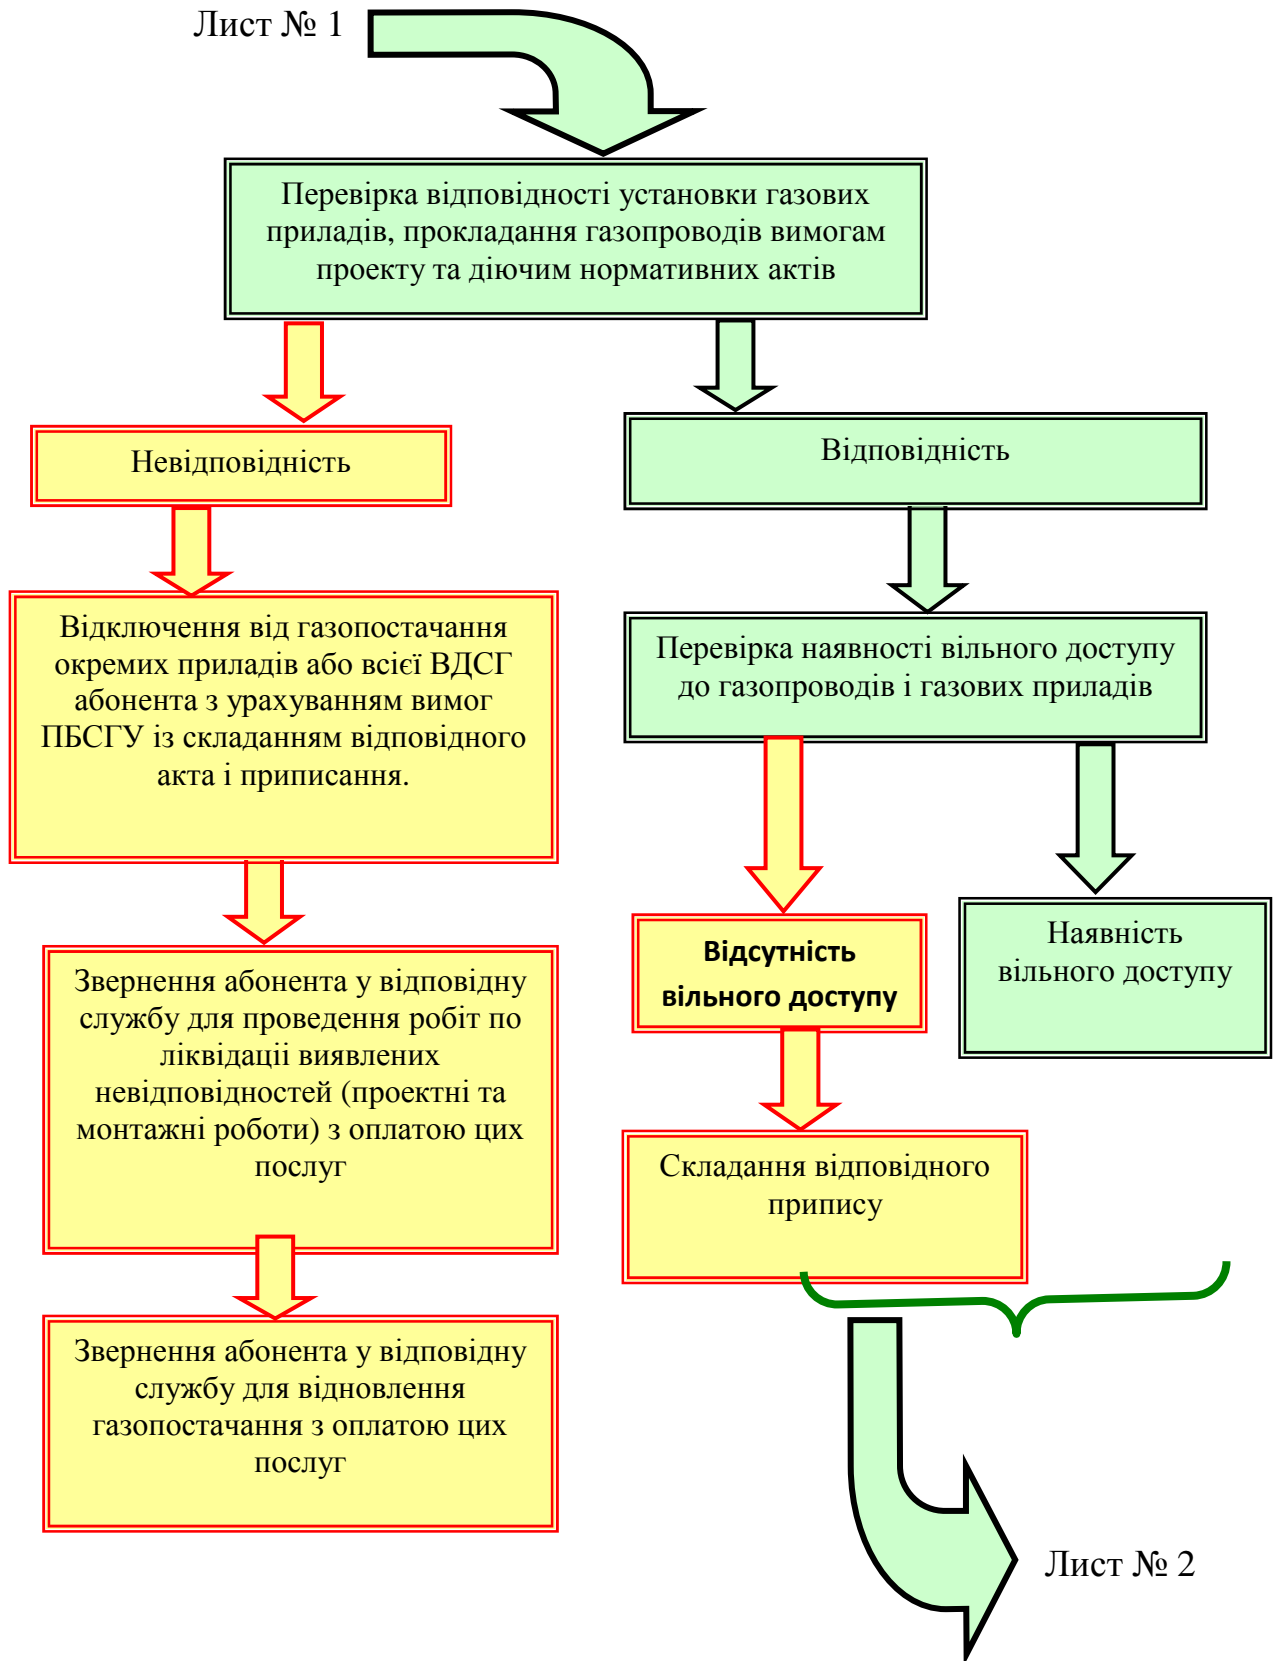 Лист № 1
Перевірка відповідності установки газових
приладів, прокладання газопроводів вимогам
проекту та діючим нормативних актів
Невідповідність
Відповідність
Відключення від газопостачання
окремих приладів або всієї ВДСГ
абонента з урахуванням вимог
ПБСГУ із складанням відповідного
акта і приписання.
Перевірка наявності вільного доступу
до газопроводів і газових приладів
Відсутність
вільного доступу
Наявність
вільного доступу
Звернення абонента у відповідну
службу для проведення робіт по
ліквідації виявлених
невідповідностей (проектні та
монтажні роботи) з оплатою цих
послуг
Складання відповідного
припису
Звернення абонента у відповідну
службу для відновлення
газопостачання з оплатою цих
послуг
Лист № 2